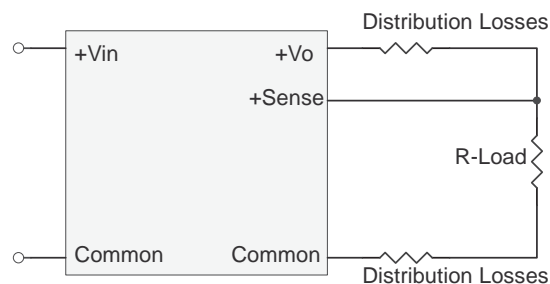 Distribution Losses
+Vin
+Vo
+Sense
R-Load
Common
Common
Distribution Losses